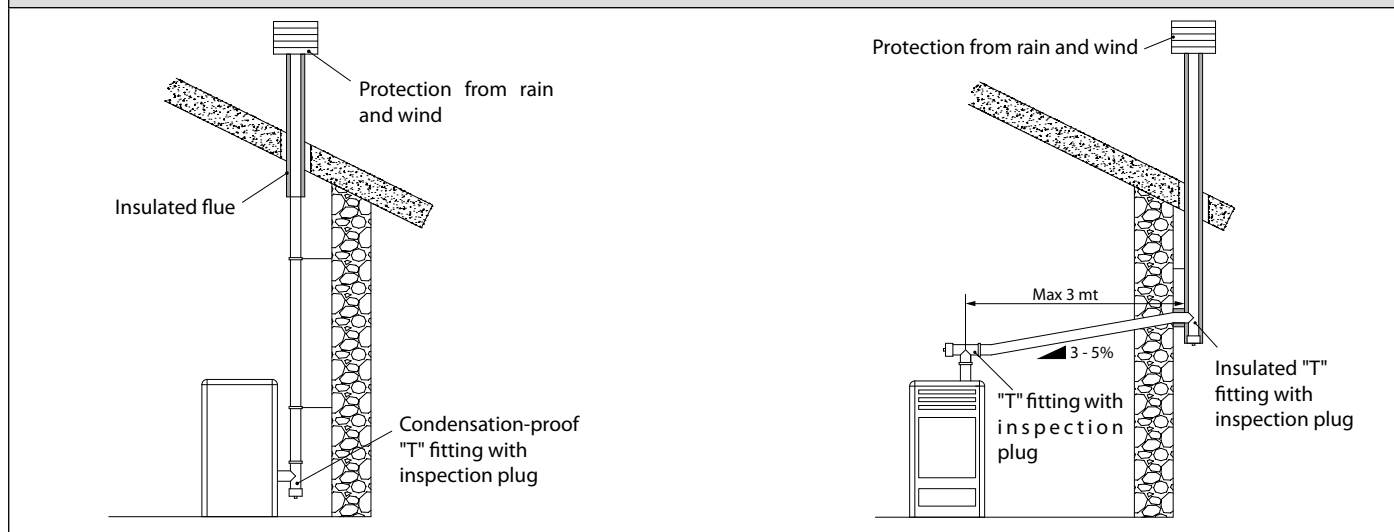 Protection from rain
and wind
Insulated flue
Condensation-proof
"T" fitting with
inspection plug
Protection from rain and wind
Max 3 mt
3 - 5%
"T" fitting with
inspection
plug
Insulated "T"
fitting with
inspection plug